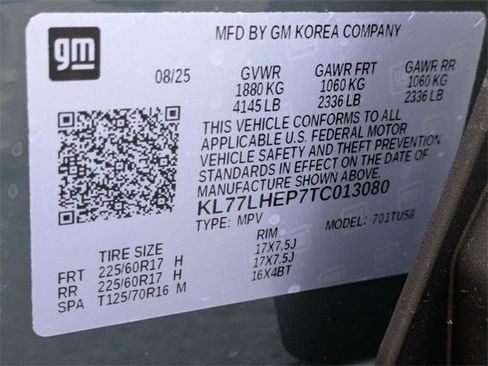 gm
MFD BY GM KOREA COMPANY
08/25 GVWR GAWR FRT GAWR RR
1880 KG 1060 KG 1060 KG
4145 LB 2336 LB 2336 LB
THIS VEHICLE CONFORMS TO ALL
APPLICABLE U.S. FEDERAL MOTOR
VEHICLE SAFETY AND THEFT PREVENTION
STANDARDS IN EFFECT ON THE DATE OF
MANUFACTURE SHOWN ABOVE.
KL77LHEP7TC013080
TYPE: MPV MODEL: 701TU58
TIRE SIZE RIM
FRT 225/60R17 H 17X7.5J
RR 225/60R17 H 17X7.5J
SPA T125/70R16 M 16X4BT